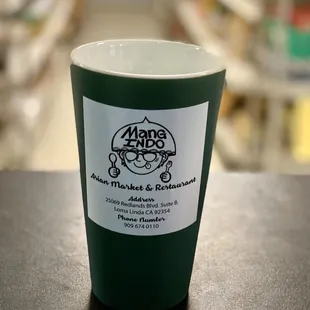 MANG
INDO
Asian Market & Restaurant
Address
25069 Redlands Blvd. Suite B,
Loma Linda CA 92354
Phone Number
909 674 0110